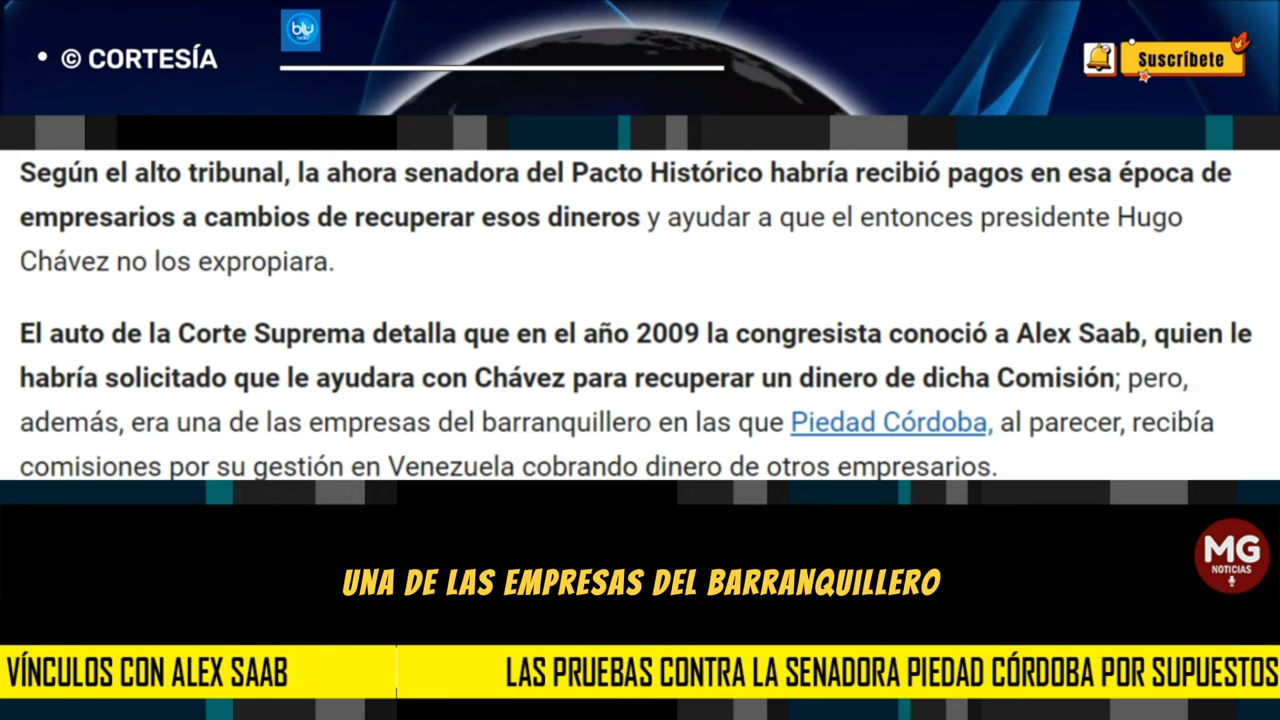 • © CORTESÍA
blu
radio
Suscríbete
Según el alto tribunal, la ahora senadora del Pacto Histórico habría recibió pagos en esa época de
empresarios a cambios de recuperar esos dineros y ayudar a que el entonces presidente Hugo
Chávez no los expropiara.
El auto de la Corte Suprema detalla que en el año 2009 la congresista conoció a Alex Saab, quien le
habría solicitado que le ayudara con Chávez para recuperar un dinero de dicha Comisión; pero,
además, era una de las empresas del barranquillero en las que Piedad Córdoba, al parecer, recibía
comisiones por su gestión en Venezuela cobrando dinero de otros empresarios.
MG
NOTICIAS
UNA DE LAS EMPRESAS DEL BARRANQUILLERO
VÍNCULOS CON ALEX SAAB LAS PRUEBAS CONTRA LA SENADORA PIEDAD CÓRDOBA POR SUPUESTOS